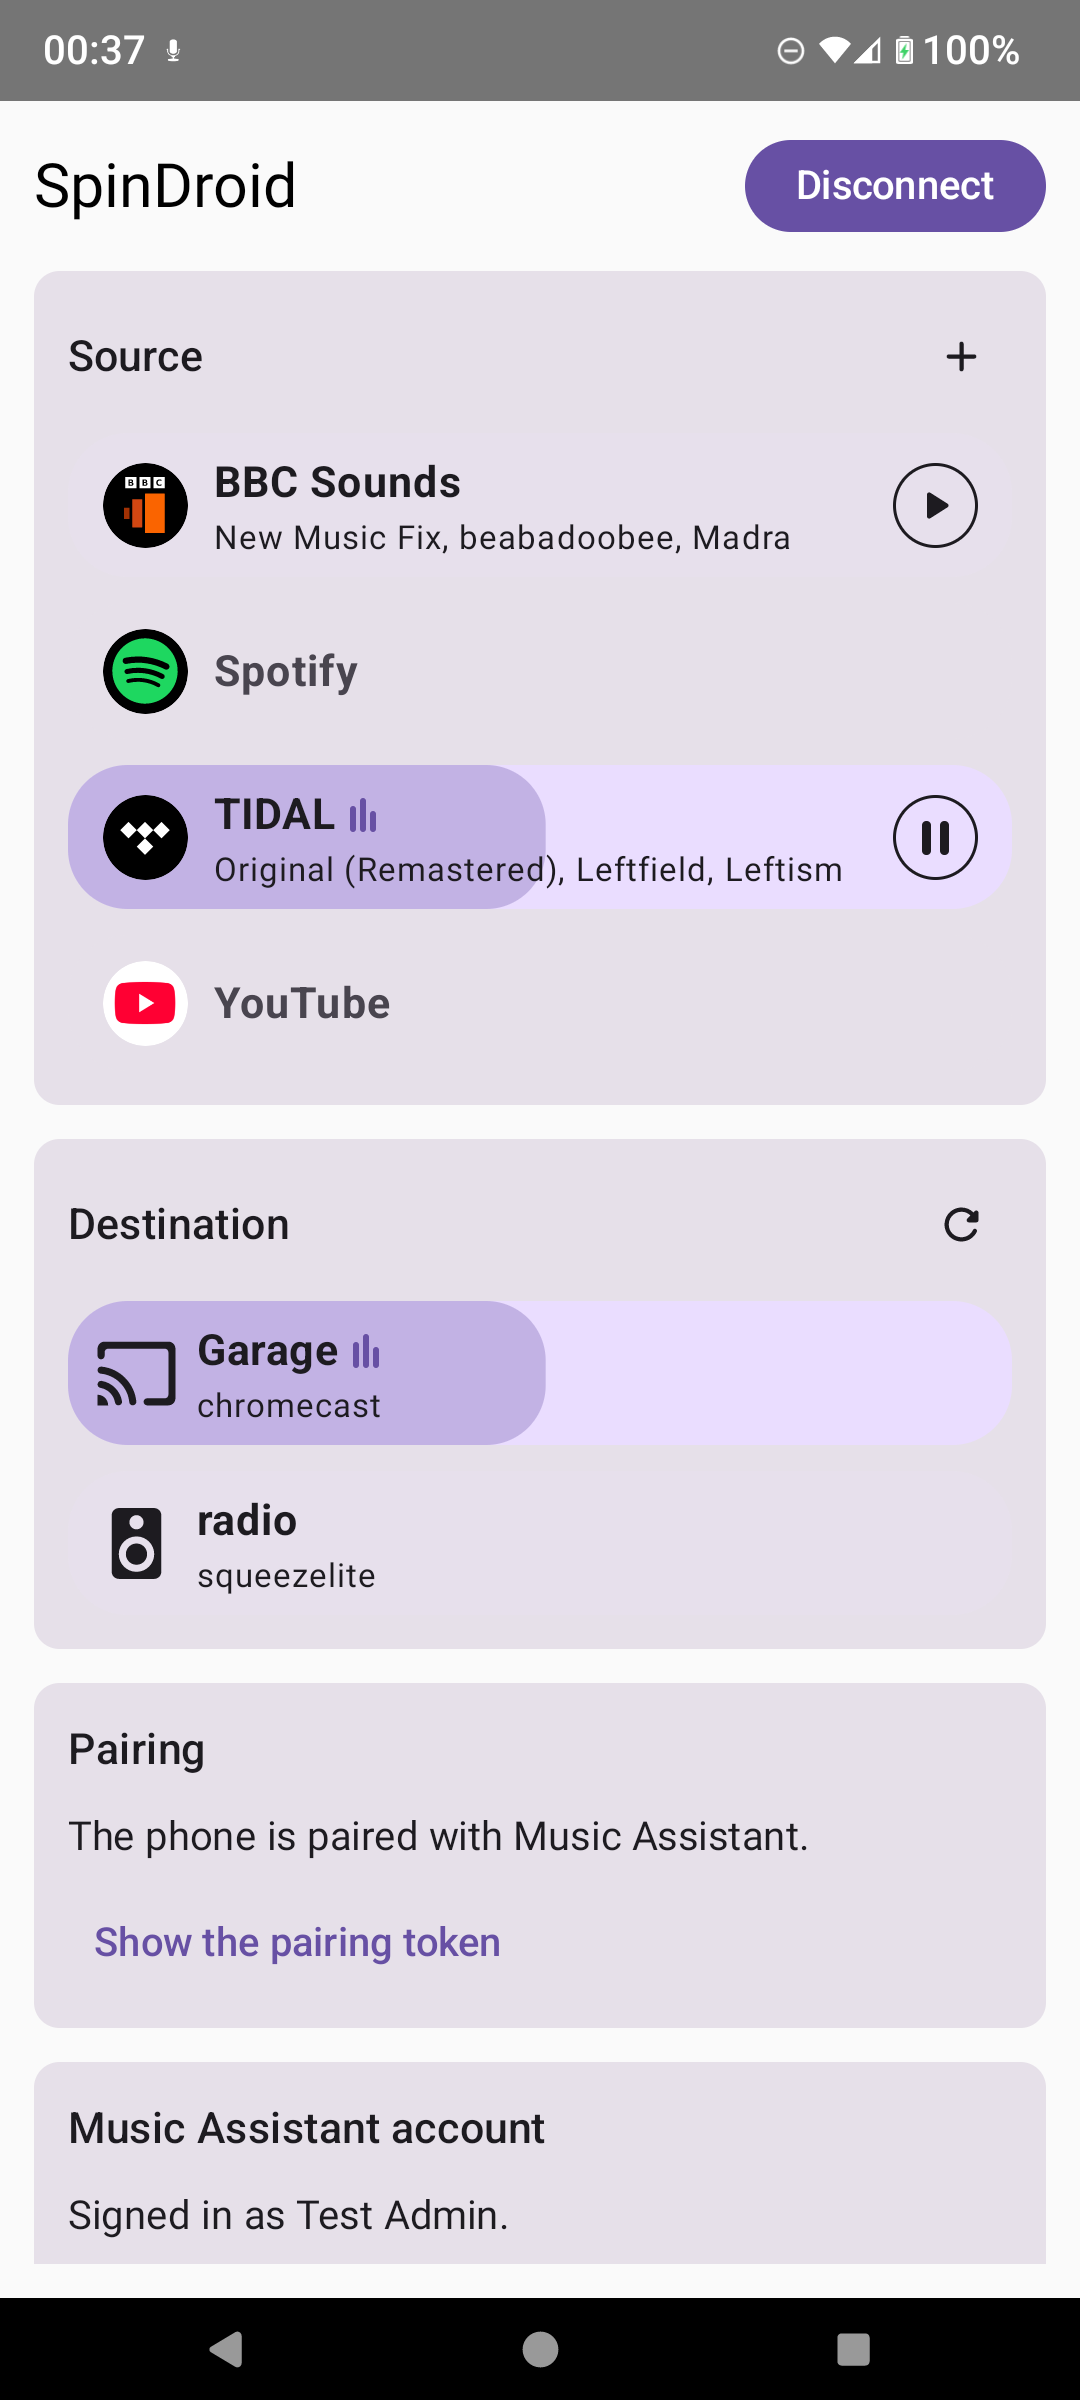 00:37
100%
SpinDroid
Disconnect
Source
BBC
BBC Sounds
New Music Fix, beabadoobee, Madra
Spotify
TIDAL
Original (Remastered), Leftfield, Leftism
YouTube
Destination
Garage
chromecast
radio
squeezelite
Pairing
The phone is paired with Music Assistant.
Show the pairing token
Music Assistant account
Signed in as Test Admin.